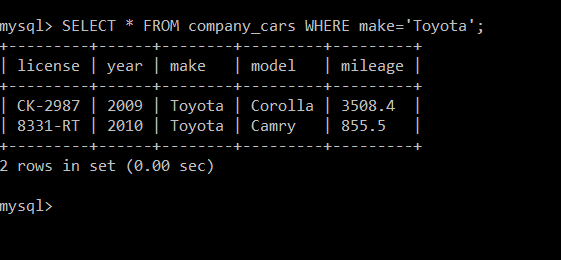 mysql> SELECT * FROM company_cars WHERE make='Toyota';
+---------+------+--------+---------+---------+
| license | year | make   | model   | mileage |
+---------+------+--------+---------+---------+
| CK-2987 | 2009 | Toyota | Corolla | 3508.4  |
| 8331-RT | 2010 | Toyota | Camry   | 855.5   |
+---------+------+--------+---------+---------+
2 rows in set (0.00 sec)
mysql>